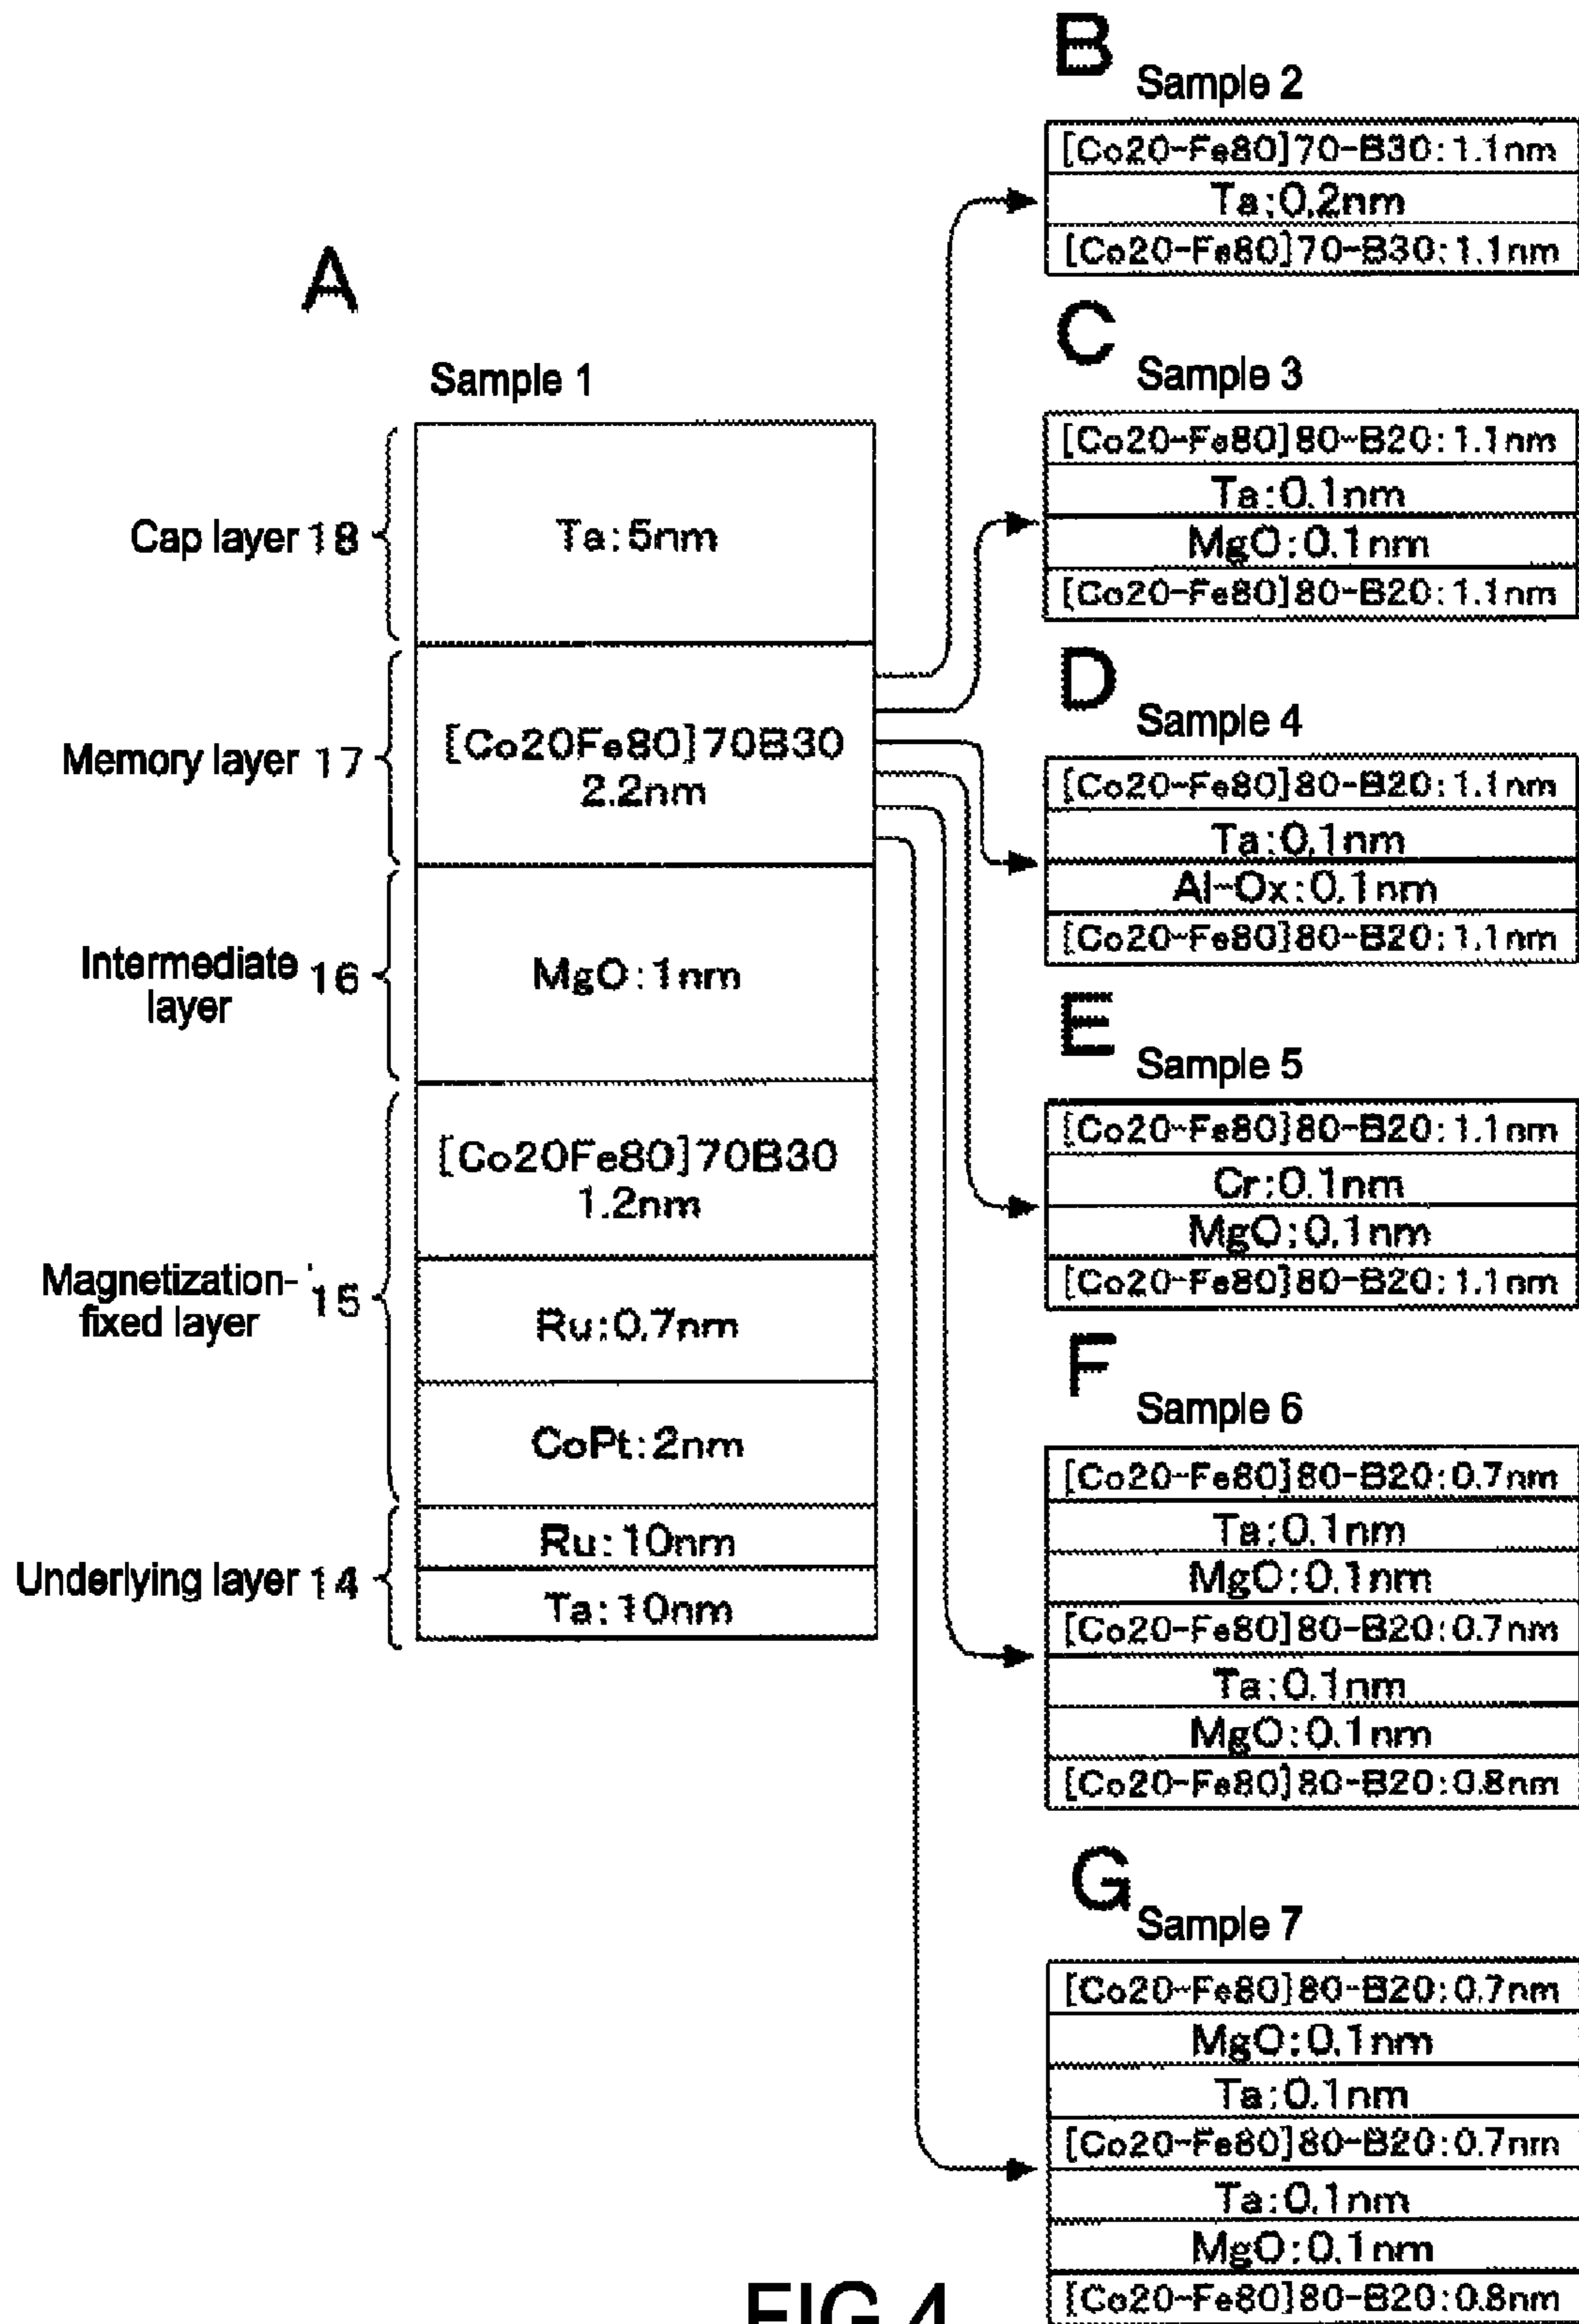 A
Sample 1
Cap layer 18
Ta:5nm
Memory layer 17
[Co20Fe80]70B30
2.2nm
Intermediate
layer
16
MgO:1nm
Magnetization-
fixed layer
15
[Co20Fe80]70B30
1.2nm
Ru:0.7nm
CoPt:2nm
Underlying layer 14
Ru:10nm
Ta:10nm
B
Sample 2
[Co20-Fe80]70-B30:1.1nm
Ta:0.2nm
[Co20-Fe80]70-B30:1.1nm
C
Sample 3
[Co20-Fe80]80-B20:1.1nm
Ta:0.1nm
MgO:0.1nm
[Co20-Fe80]80-B20:1.1nm
D
Sample 4
[Co20-Fe80]80-B20:1.1nm
Ta:0.1nm
Al-Ox:0.1nm
[Co20-Fe80]80-B20:1.1nm
E
Sample 5
[Co20-Fe80]80-B20:1.1nm
Cr:0.1nm
MgO:0.1nm
[Co20-Fe80]80-B20:1.1nm
F
Sample 6
[Co20-Fe80]80-B20:0.7nm
Ta:0.1nm
MgO:0.1nm
[Co20-Fe80]80-B20:0.7nm
Ta:0.1nm
MgO:0.1nm
[Co20-Fe80]80-B20:0.8nm
G
Sample 7
[Co20-Fe80]80-B20:0.7nm
MgO:0.1nm
Ta:0.1nm
[Co20-Fe80]80-B20:0.7nm
Ta:0.1nm
MgO:0.1nm
[Co20-Fe80]80-B20:0.8nm
FIG.4